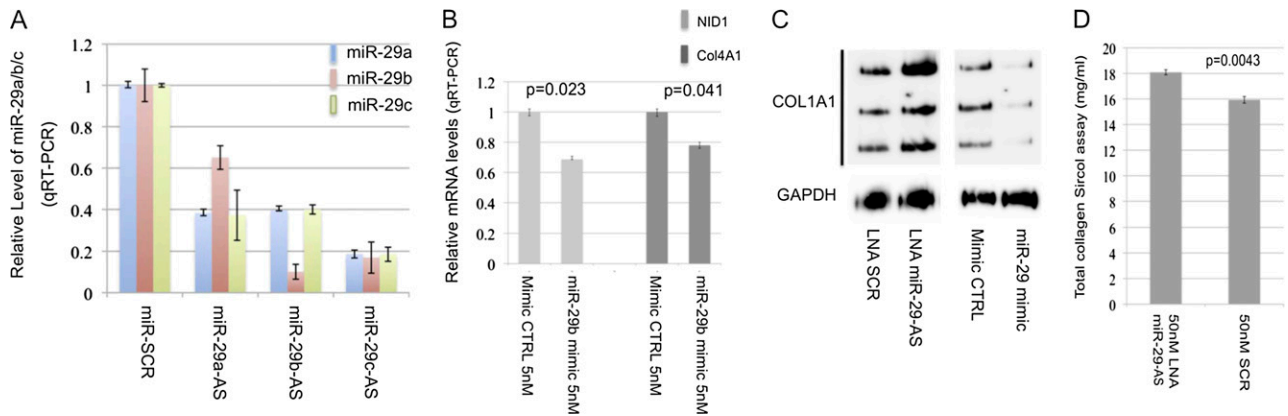 A
Relative Level of miR-29a/b/c
(qRT-PCR)
1.2
1
0.8
0.6
0.4
0.2
0
miR-29a
miR-29b
miR-29c
miR-SCR
miR-29a-AS
miR-29b-AS
miR-29c-AS
B
NID1
Col4A1
Relative mRNA levels (qRT-PCR)
1.2
1
0.8
0.6
0.4
0.2
0
p=0.023
p=0.041
Mimic CTRL 5nM
miR-29b mimic 5nM
Mimic CTRL 5nM
miR-29b mimic 5nM
C
COL1A1
GAPDH
LNA SCR
LNA miR-29-AS
Mimic CTRL
miR-29 mimic
D
Total collagen Sircol assay (mg/ml)
20
18
16
14
12
10
8
6
4
2
0
p=0.0043
50nM LNA
miR-29-AS
50nM SCR